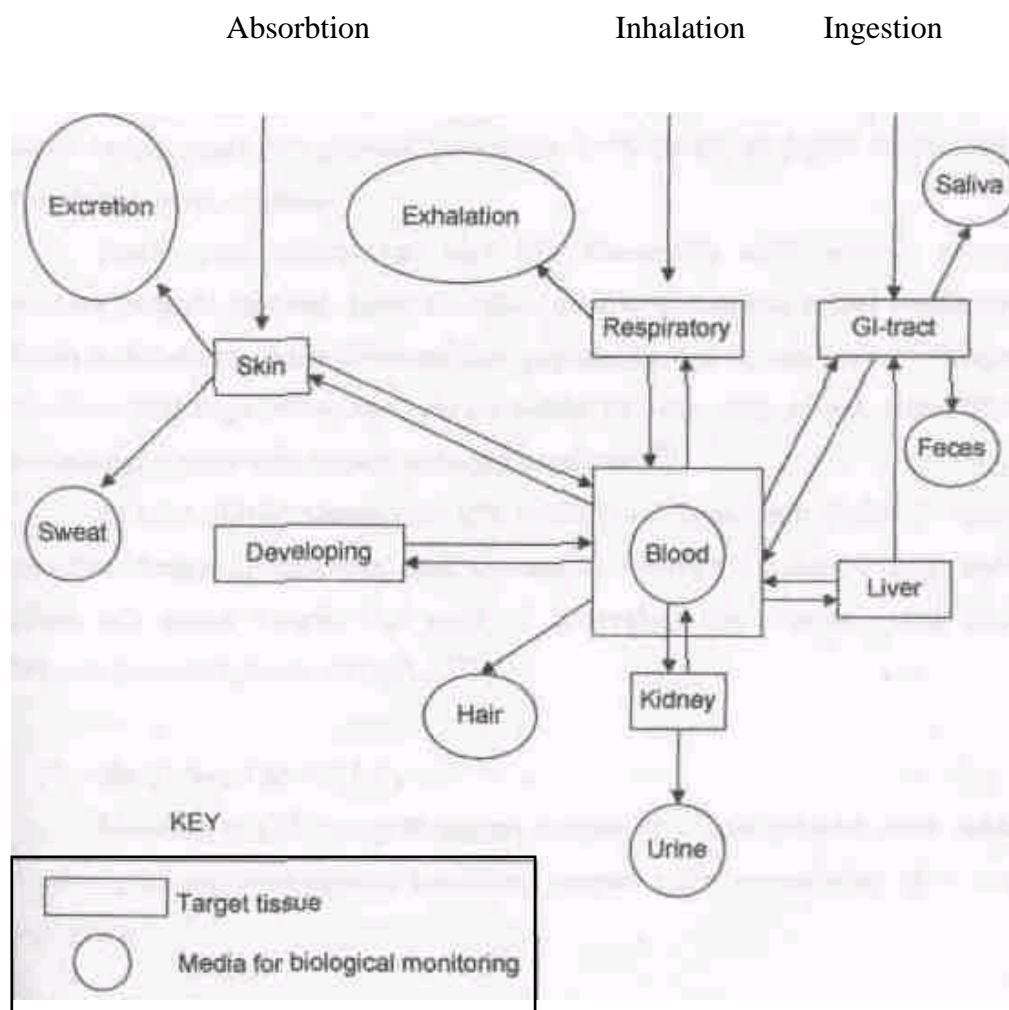 Absorbtion Inhalation Ingestion
Excretion
Exhalation
Saliva
Respiratory
GI-tract
Skin
Feces
Sweat
Developing
Blood
Liver
Hair
Kidney
Urine
KEY
Target tissue
Media for biological monitoring